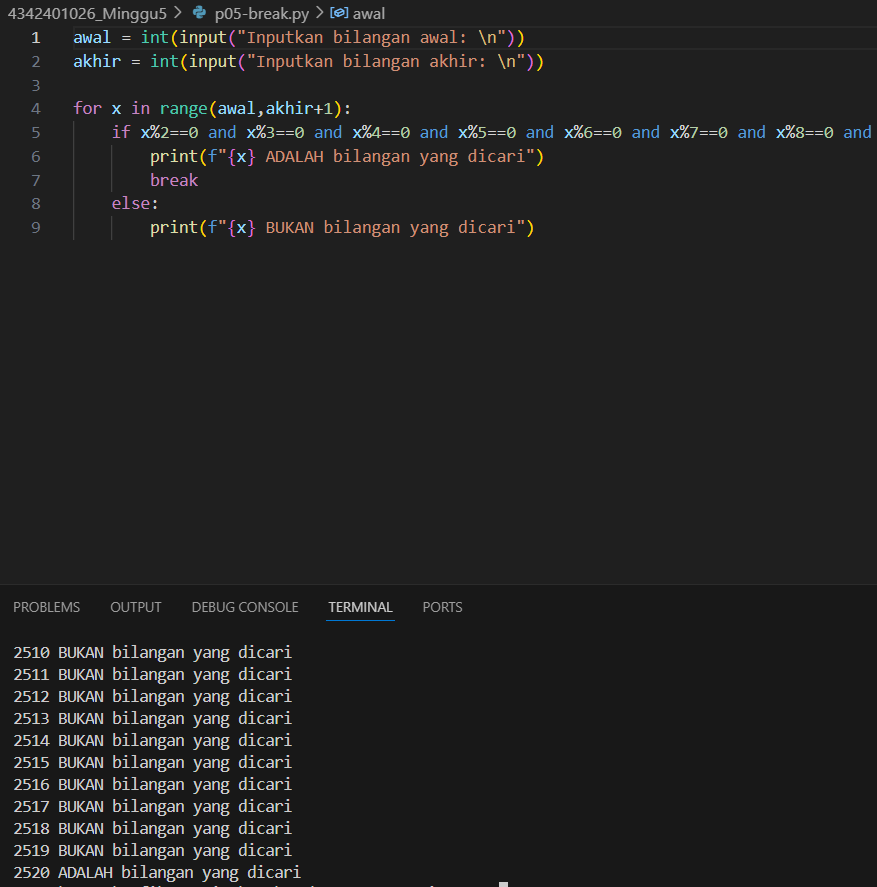 4342401026_Minggu5 > p05-break.py > awal
1 awal = int(input("Inputkan bilangan awal: \n"))
2 akhir = int(input("Inputkan bilangan akhir: \n"))
3
4 for x in range(awal,akhir+1):
5     if x%2==0 and x%3==0 and x%4==0 and x%5==0 and x%6==0 and x%7==0 and x%8==0 and
6         print(f"{x} ADALAH bilangan yang dicari")
7         break
8     else:
9         print(f"{x} BUKAN bilangan yang dicari")
PROBLEMS OUTPUT DEBUG CONSOLE TERMINAL PORTS
2510 BUKAN bilangan yang dicari
2511 BUKAN bilangan yang dicari
2512 BUKAN bilangan yang dicari
2513 BUKAN bilangan yang dicari
2514 BUKAN bilangan yang dicari
2515 BUKAN bilangan yang dicari
2516 BUKAN bilangan yang dicari
2517 BUKAN bilangan yang dicari
2518 BUKAN bilangan yang dicari
2519 BUKAN bilangan yang dicari
2520 ADALAH bilangan yang dicari